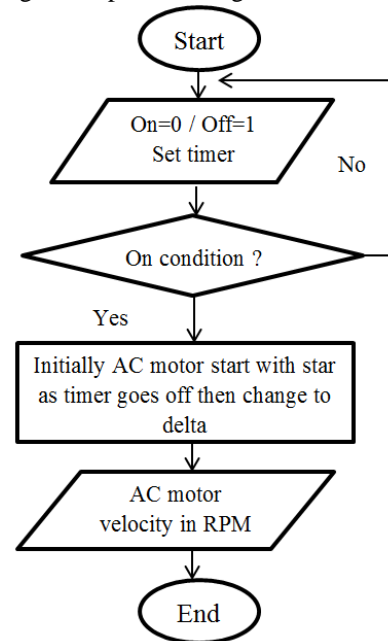 Start
On=0 / Off=1
Set timer
No
On condition ?
Yes
Initially AC motor start with star
as timer goes off then change to
delta
AC motor
velocity in RPM
End